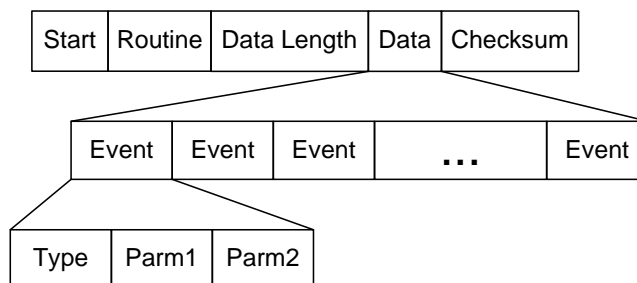 Start Routine Data Length Data Checksum
Event Event Event ... Event
Type Parm1 Parm2